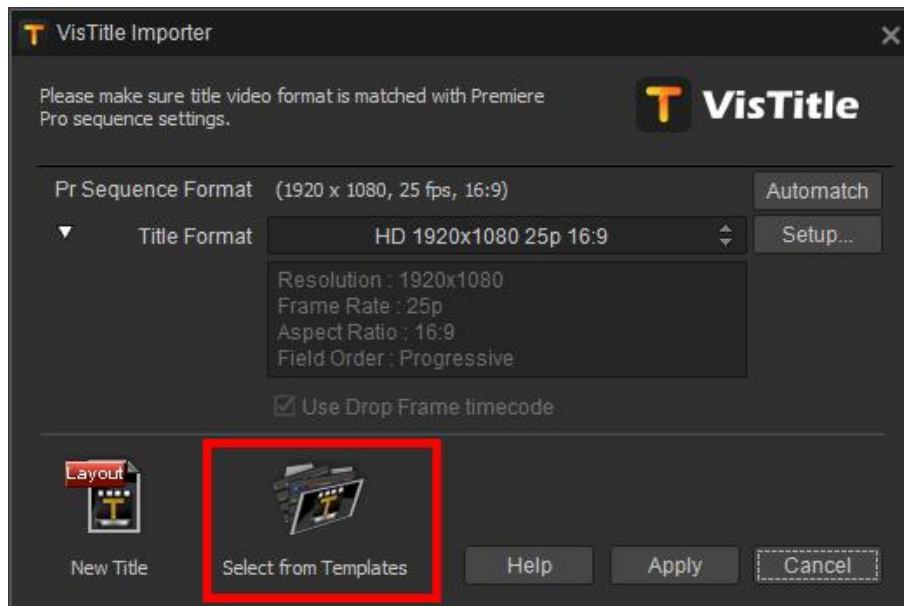 VisTitle Importer
Please make sure title video format is matched with Premiere
Pro sequence settings.
T VisTitle
Pr Sequence Format (1920 x 1080, 25 fps, 16:9) Automatch
Title Format HD 1920x1080 25p 16:9 Setup...
Resolution : 1920x1080
Frame Rate : 25p
Aspect Ratio : 16:9
Field Order : Progressive
Use Drop Frame timecode
Layout
New Title Select from Templates Help Apply Cancel